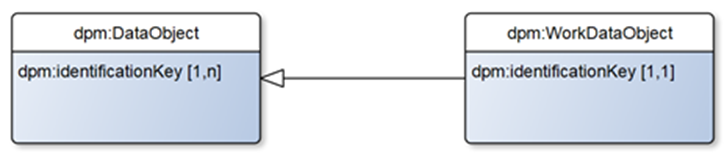 dpm:DataObject
dpm:identificationKey [1,n]
dpm:WorkDataObject
dpm:identificationKey [1,1]